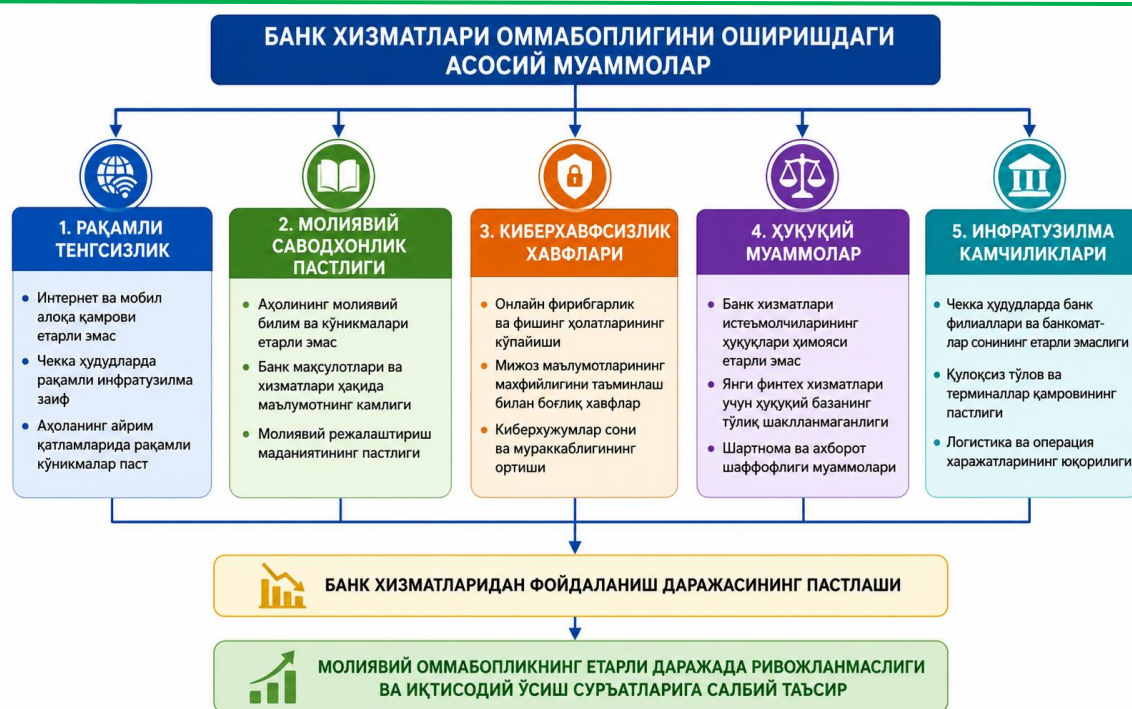 БАНК ХИЗМАТЛАРИ ОММАБОПЛИГИНИ ОШИРИШДАГИ
АСОСИЙ МУАММОЛАР
1. РАҚАМЛИ
ТЕНГСИЗЛИК
• Интернет ва мобил
алоқа қамрови
етарли эмас
• Чекка ҳудудларда
рақамли инфратузилма
заиф
• Аҳоланинг айрим
қатламларида рақамли
кўникмалар паст
2. МОЛИЯВИЙ
САВОДХОНЛИК
ПАСТЛИГИ
• Аҳолининг молиявий
билим ва кўникмалари
етарли эмас
• Банк маҳсулотлари ва
хизматлари ҳақида
маълумотнинг камлиги
• Молиявий режалаштириш
маданиятининг пастлиги
3. КИБЕРХАВФСИЗЛИК
ХАВФЛАРИ
• Онлайн фирибгарлик
ва фишинг ҳолатларининг
кўпайиши
• Мижоз маълумотларининг
махфийлигини таъминлаш
билан боғлиқ хавфлар
• Киберхужумлар сони
ва мураккаблигининг
ортиши
4. ҲУҚУҚИЙ
МУАММОЛАР
• Банк хизматлари
истеъмолчиларининг
ҳуқуқлари ҳимояси
етарли эмас
• Янги финтех хизматлари
учун ҳуқуқий базанинг
тўлиқ шаклланмаганлиги
• Шартнома ва ахборот
шаффофлиги муаммолари
5. ИНФРАТУЗИЛМА
КАМЧИЛИКЛАРИ
• Чекка ҳудудларда банк
филиаллари ва банкомат-
лар сонининг етарли эмаслиги
• Қулоқсиз тўлов ва
терминаллар қамровининг
пастлиги
• Логистика ва операция
харажатларининг юқорилиги
БАНК ХИЗМАТЛАРИДАН ФОЙДАЛАНИШ ДАРАЖАСИНИНГ ПАСТЛАШИ
МОЛИЯВИЙ ОММАБОПЛИКНИНГ ЕТАРЛИ ДАРАЖАДА РИВОЖЛАНМАСЛИГИ
ВА ИҚТИСОДИЙ ЎСИШ СУРЪАТЛАРИГА САЛБИЙ ТАЪСИР